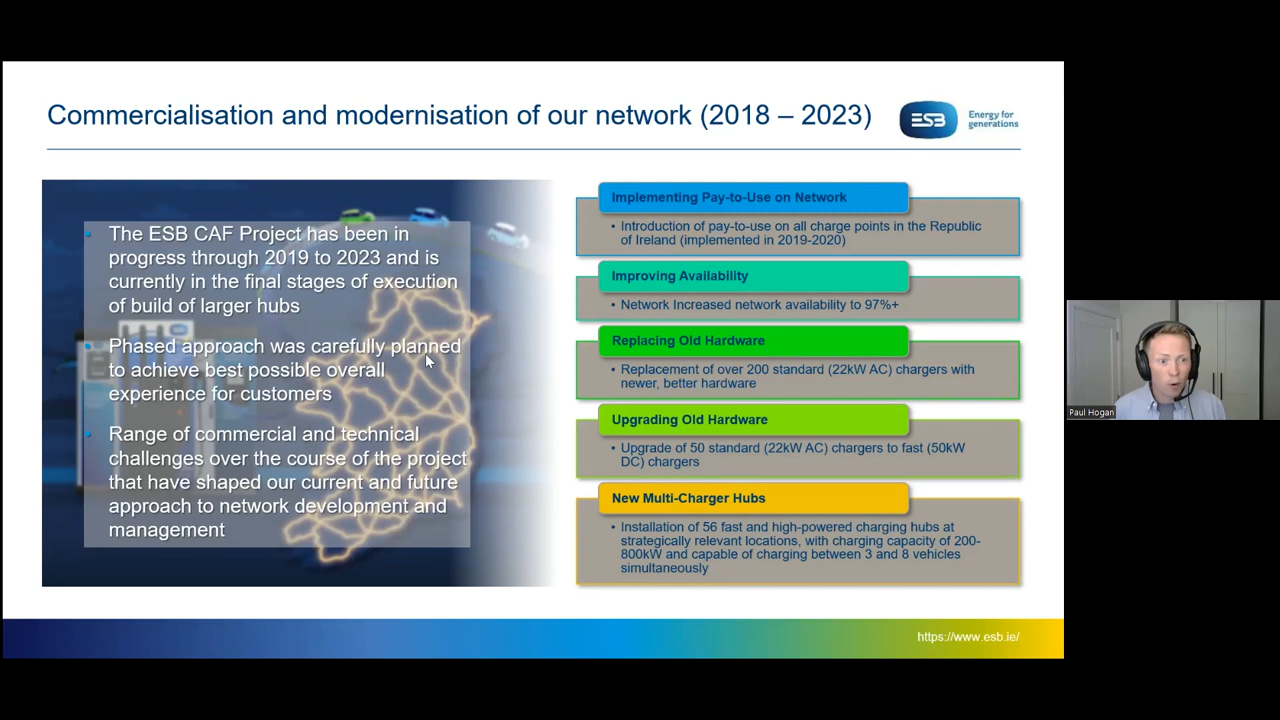 Commercialisation and modernisation of our network (2018 – 2023)
ESB
Energy for
generations
• The ESB CAF Project has been in
progress through 2019 to 2023 and is
currently in the final stages of execution
of build of larger hubs
• Phased approach was carefully planned
to achieve best possible overall
experience for customers
• Range of commercial and technical
challenges over the course of the project
that have shaped our current and future
approach to network development and
management
Implementing Pay-to-Use on Network
• Introduction of pay-to-use on all charge points in the Republic
of Ireland (implemented in 2019-2020)
Improving Availability
• Network Increased network availability to 97%+
Replacing Old Hardware
• Replacement of over 200 standard (22kW AC) chargers with
newer, better hardware
Upgrading Old Hardware
• Upgrade of 50 standard (22kW AC) chargers to fast (50kW
DC) chargers
New Multi-Charger Hubs
• Installation of 56 fast and high-powered charging hubs at
strategically relevant locations, with charging capacity of 200-
800kW and capable of charging between 3 and 8 vehicles
simultaneously
https://www.esb.ie/
Paul Hogan